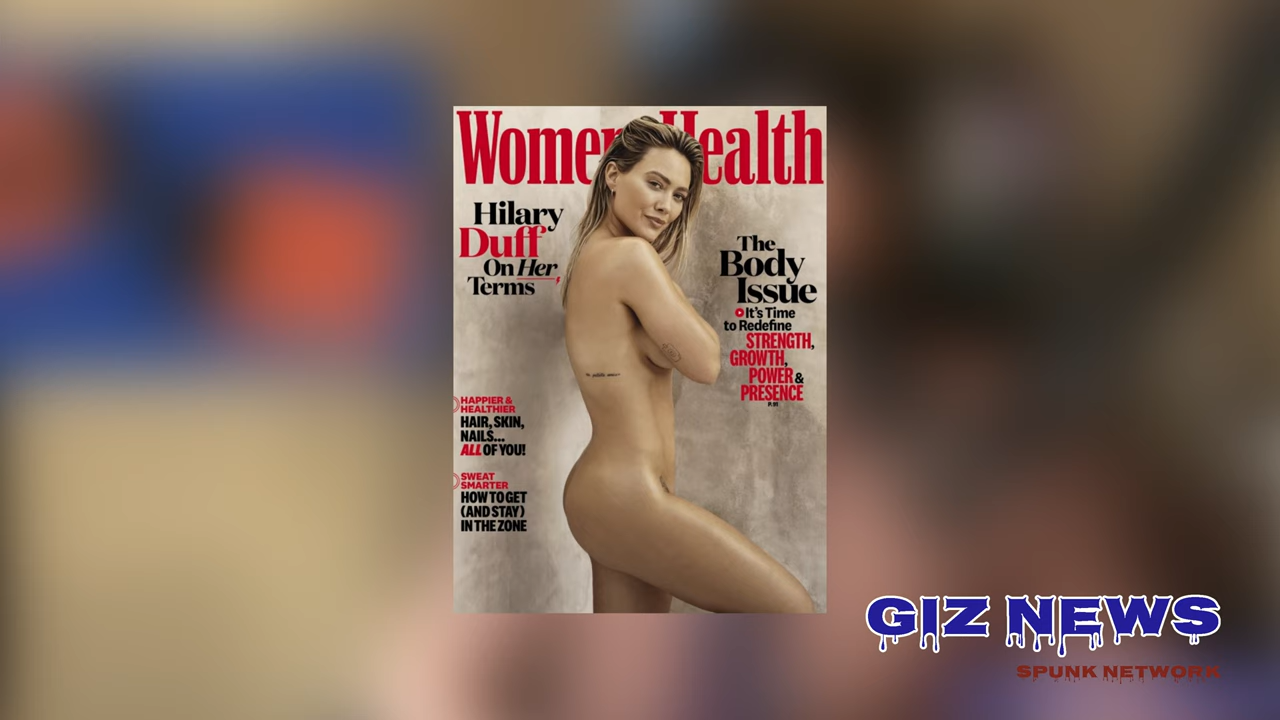 Women's Health
Hilary
Duff
On Her
Terms
The
Body
Issue
It's Time
to Redefine
STRENGTH,
GROWTH,
POWER &
PRESENCE
HAPPIER &
HEALTHIER
HAIR, SKIN,
NAILS...
ALL OF YOU!
SWEAT
SMARTER
HOW TO GET
(AND STAY)
IN THE ZONE
GIZ NEWS
SPUNK NETWORK